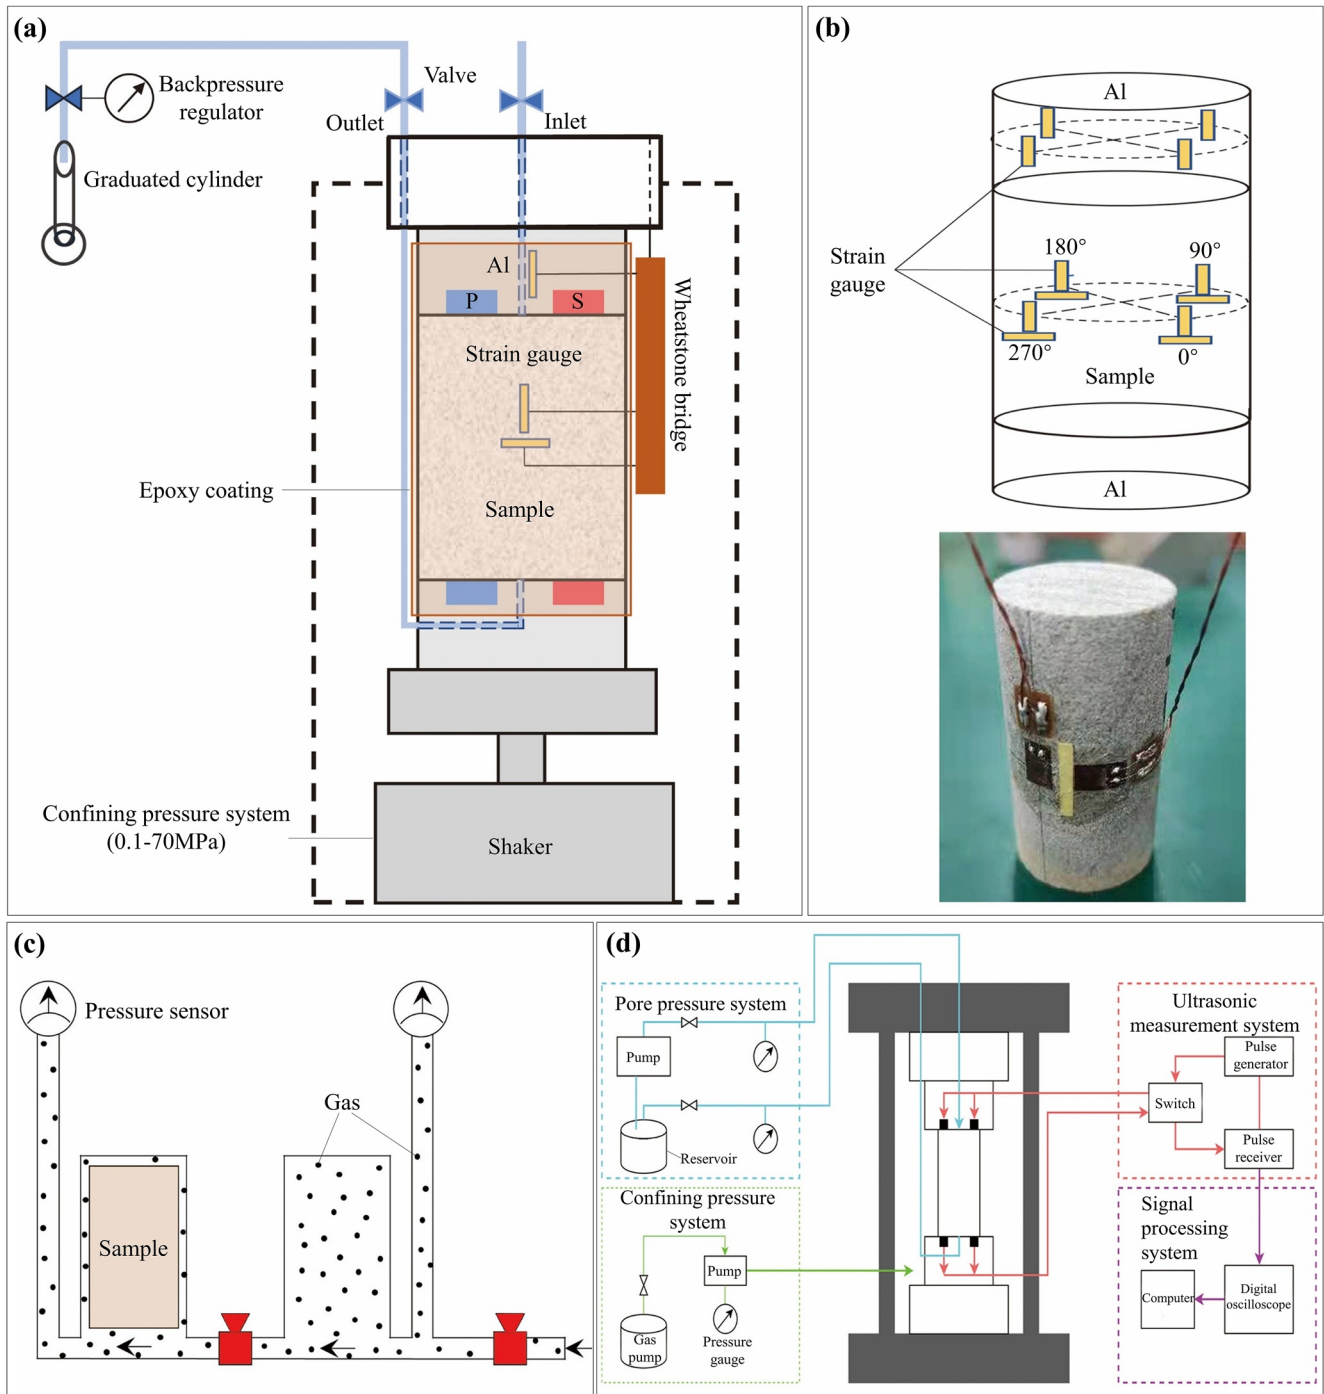 (a)
Valve
Backpressure
regulator
Outlet
Inlet
Graduated cylinder
Al
P
S
Strain gauge
Wheatstone bridge
Epoxy coating
Sample
Confining pressure system
(0.1-70MPa)
Shaker
(b)
Al
Strain
gauge
180°
90°
270°
0°
Sample
Al
(c)
Pressure sensor
Gas
Sample
(d)
Pore pressure system
Pump
Reservoir
Confining pressure
system
Pump
Gas
pump
Pressure
gauge
Ultrasonic
measurement system
Pulse
generator
Switch
Pulse
receiver
Signal
processing
system
Computer
Digital
oscilloscope